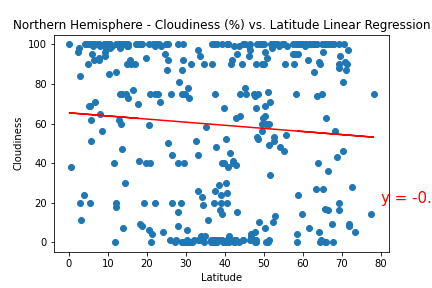 Northern Hemisphere - Cloudiness (%) vs. Latitude Linear Regression
100
80
60
40
20
0
Cloudiness
y = -0.
0 10 20 30 40 50 60 70 80
Latitude